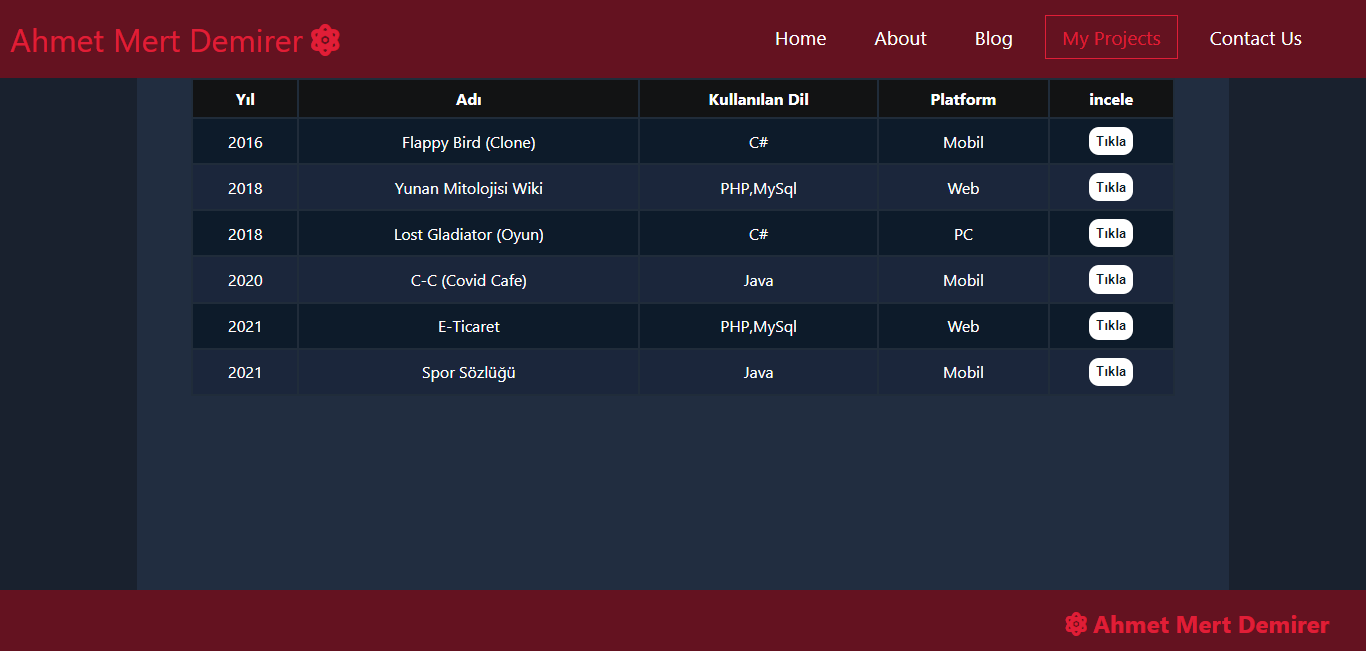 Ahmet Mert Demirer
Home About Blog My Projects Contact Us
Yıl Adı Kullanılan Dil Platform incele
2016 Flappy Bird (Clone) C# Mobil Tıkla
2018 Yunan Mitolojisi Wiki PHP,MySql Web Tıkla
2018 Lost Gladiator (Oyun) C# PC Tıkla
2020 C-C (Covid Cafe) Java Mobil Tıkla
2021 E-Ticaret PHP,MySql Web Tıkla
2021 Spor Sözlüğü Java Mobil Tıkla
Ahmet Mert Demirer